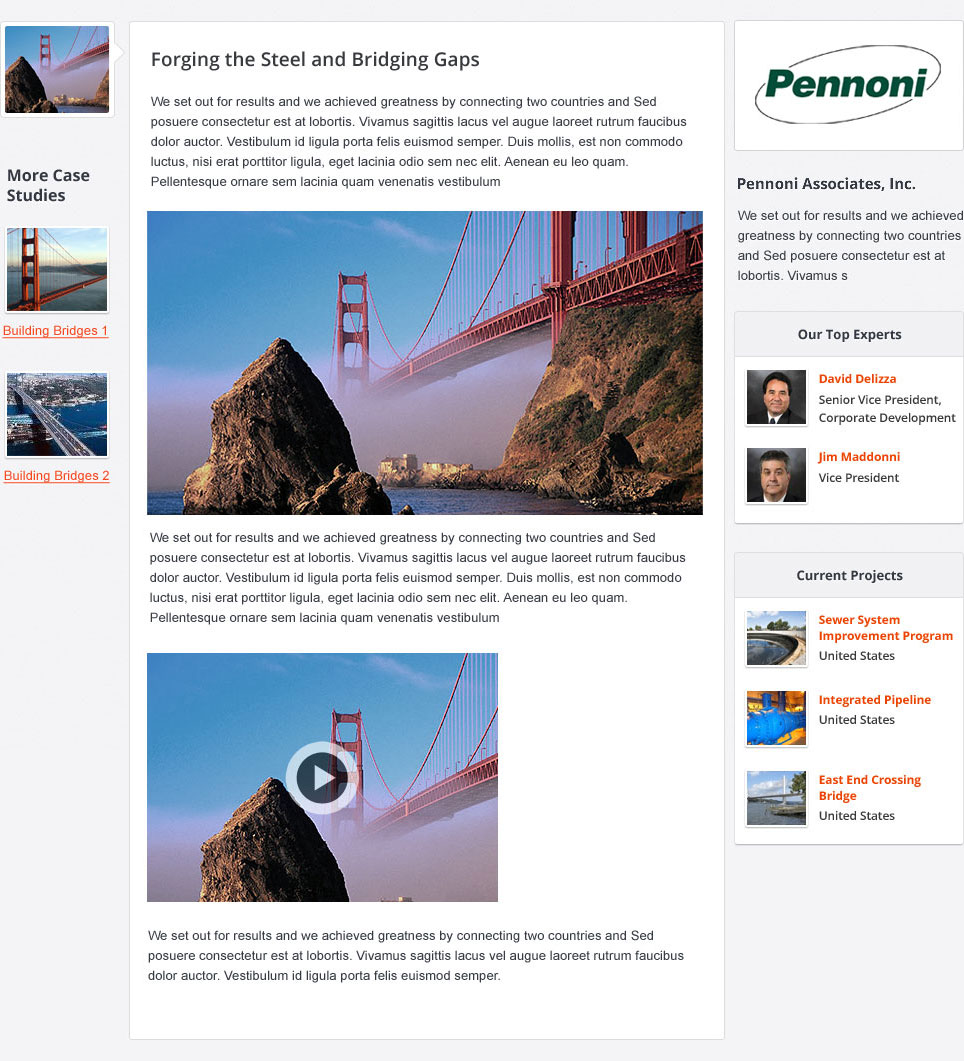 More Case
Studies
Building Bridges 1
Building Bridges 2
Forging the Steel and Bridging Gaps
We set out for results and we achieved greatness by connecting two countries and Sed
posuere consectetur est at lobortis. Vivamus sagittis lacus vel augue laoreet rutrum faucibus
dolor auctor. Vestibulum id ligula porta felis euismod semper. Duis mollis, est non commodo
luctus, nisi erat porttitor ligula, eget lacinia odio sem nec elit. Aenean eu leo quam.
Pellentesque ornare sem lacinia quam venenatis vestibulum
We set out for results and we achieved greatness by connecting two countries and Sed
posuere consectetur est at lobortis. Vivamus sagittis lacus vel augue laoreet rutrum faucibus
dolor auctor. Vestibulum id ligula porta felis euismod semper. Duis mollis, est non commodo
luctus, nisi erat porttitor ligula, eget lacinia odio sem nec elit. Aenean eu leo quam.
Pellentesque ornare sem lacinia quam venenatis vestibulum
We set out for results and we achieved greatness by connecting two countries and Sed
posuere consectetur est at lobortis. Vivamus sagittis lacus vel augue laoreet rutrum faucibus
dolor auctor. Vestibulum id ligula porta felis euismod semper.
Pennoni
Pennoni Associates, Inc.
We set out for results and we achieved
greatness by connecting two countries
and Sed posuere consectetur est at
lobortis. Vivamus s
Our Top Experts
David Delizza
Senior Vice President,
Corporate Development
Jim Maddonni
Vice President
Current Projects
Sewer System
Improvement Program
United States
Integrated Pipeline
United States
East End Crossing
Bridge
United States